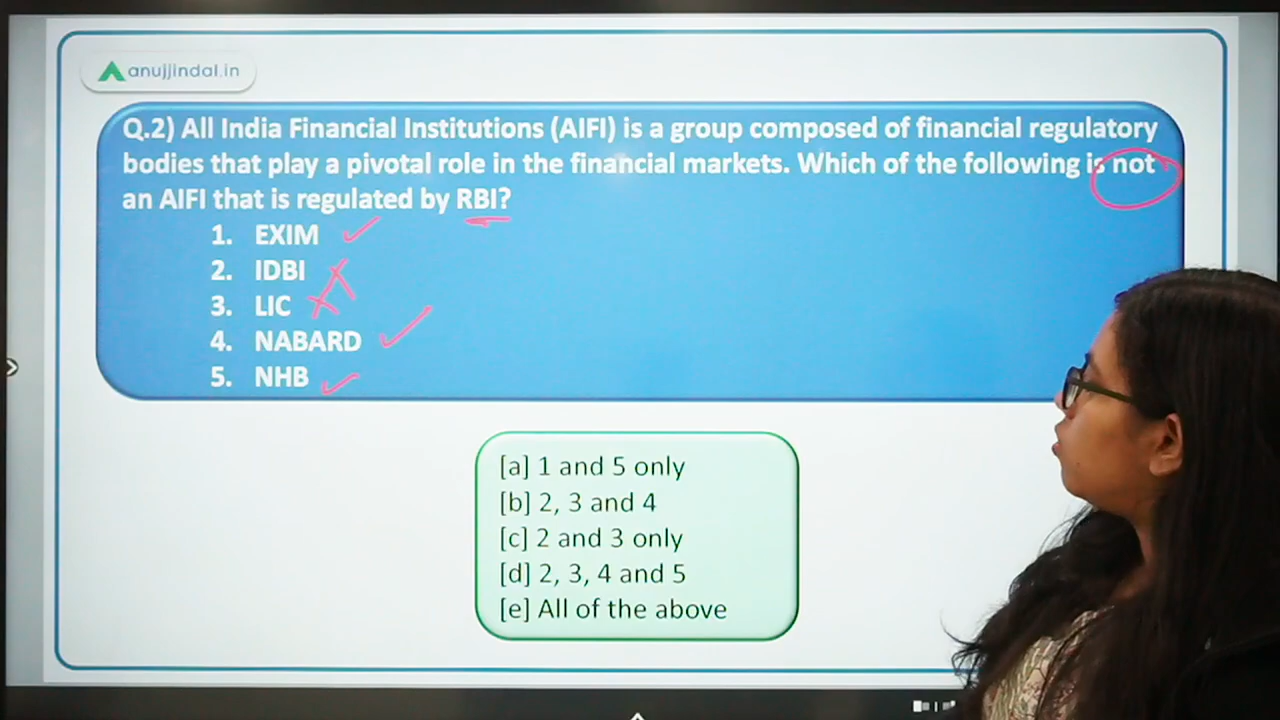 anujjindal.in
Q.2) All India Financial Institutions (AIFI) is a group composed of financial regulatory
bodies that play a pivotal role in the financial markets. Which of the following is not
an AIFI that is regulated by RBI?
1. EXIM
2. IDBI
3. LIC
4. NABARD
5. NHB
[a] 1 and 5 only
[b] 2, 3 and 4
[c] 2 and 3 only
[d] 2, 3, 4 and 5
[e] All of the above